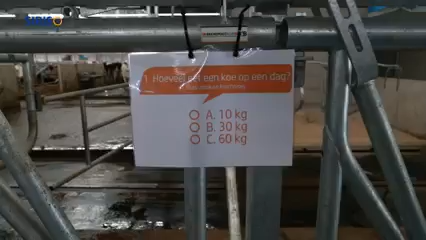 1. Hoeveel eet een koe op een dag?
A. 10 kg
B. 30 kg
C. 60 kg